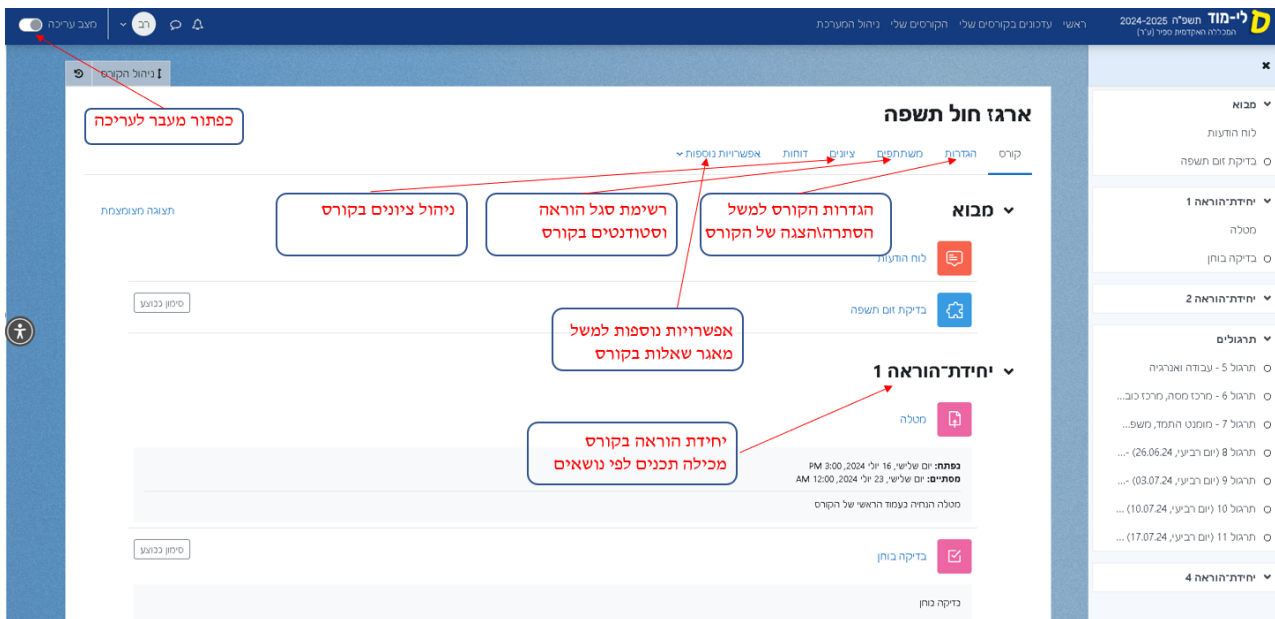 לי-מוד תשפ"ה 2024-2025
המכללה האקדמית ספיר (ע"ר)
ראשי עדכונים בקורסים שלי הקורסים שלי ניהול המערכת
רב
מצב עריכה
ניהול הקורס
כפתור מעבר לעריכה
ארגז חול תשפה
קורס הגדרות משתתפים ציונים דוחות אפשרויות נוספות
הגדרות הקורס למשל
הסתרה\הצגה של הקורס
רשימת סגל הוראה
וסטודנטים בקורס
ניהול ציונים בקורס
מבוא
תצוגה מצומצמת
לוח הודעות
בדיקת זום תשפה
סימון כבוצע
אפשרויות נוספות למשל
מאגר שאלות בקורס
יחידת־הוראה 1
מטלה
יחידת הוראה בקורס
מכילה תכנים לפי נושאים
נפתח: יום שלישי, 16 יולי 2024, 3:00 PM
מסתיים: יום שלישי, 23 יולי 2024, 12:00 AM
מטלה הנחיה בעמוד הראשי של הקורס
בדיקה בוחן
סימון כבוצע
בדיקה בוחן
מבוא
לוח הודעות
בדיקת זום תשפה
יחידת־הוראה 1
מטלה
בדיקה בוחן
יחידת־הוראה 2
תרגולים
תרגול 5 - עבודה ואנרגיה
תרגול 6 - מרכז מסה, מרכז כוב...
תרגול 7 - מומנט התמד, משפ...
תרגול 8 (יום רביעי, 26.06.24) -...
תרגול 9 (יום רביעי, 03.07.24) -...
תרגול 10 (יום רביעי, 10.07.24) ...
תרגול 11 (יום רביעי, 17.07.24) ...
יחידת־הוראה 4